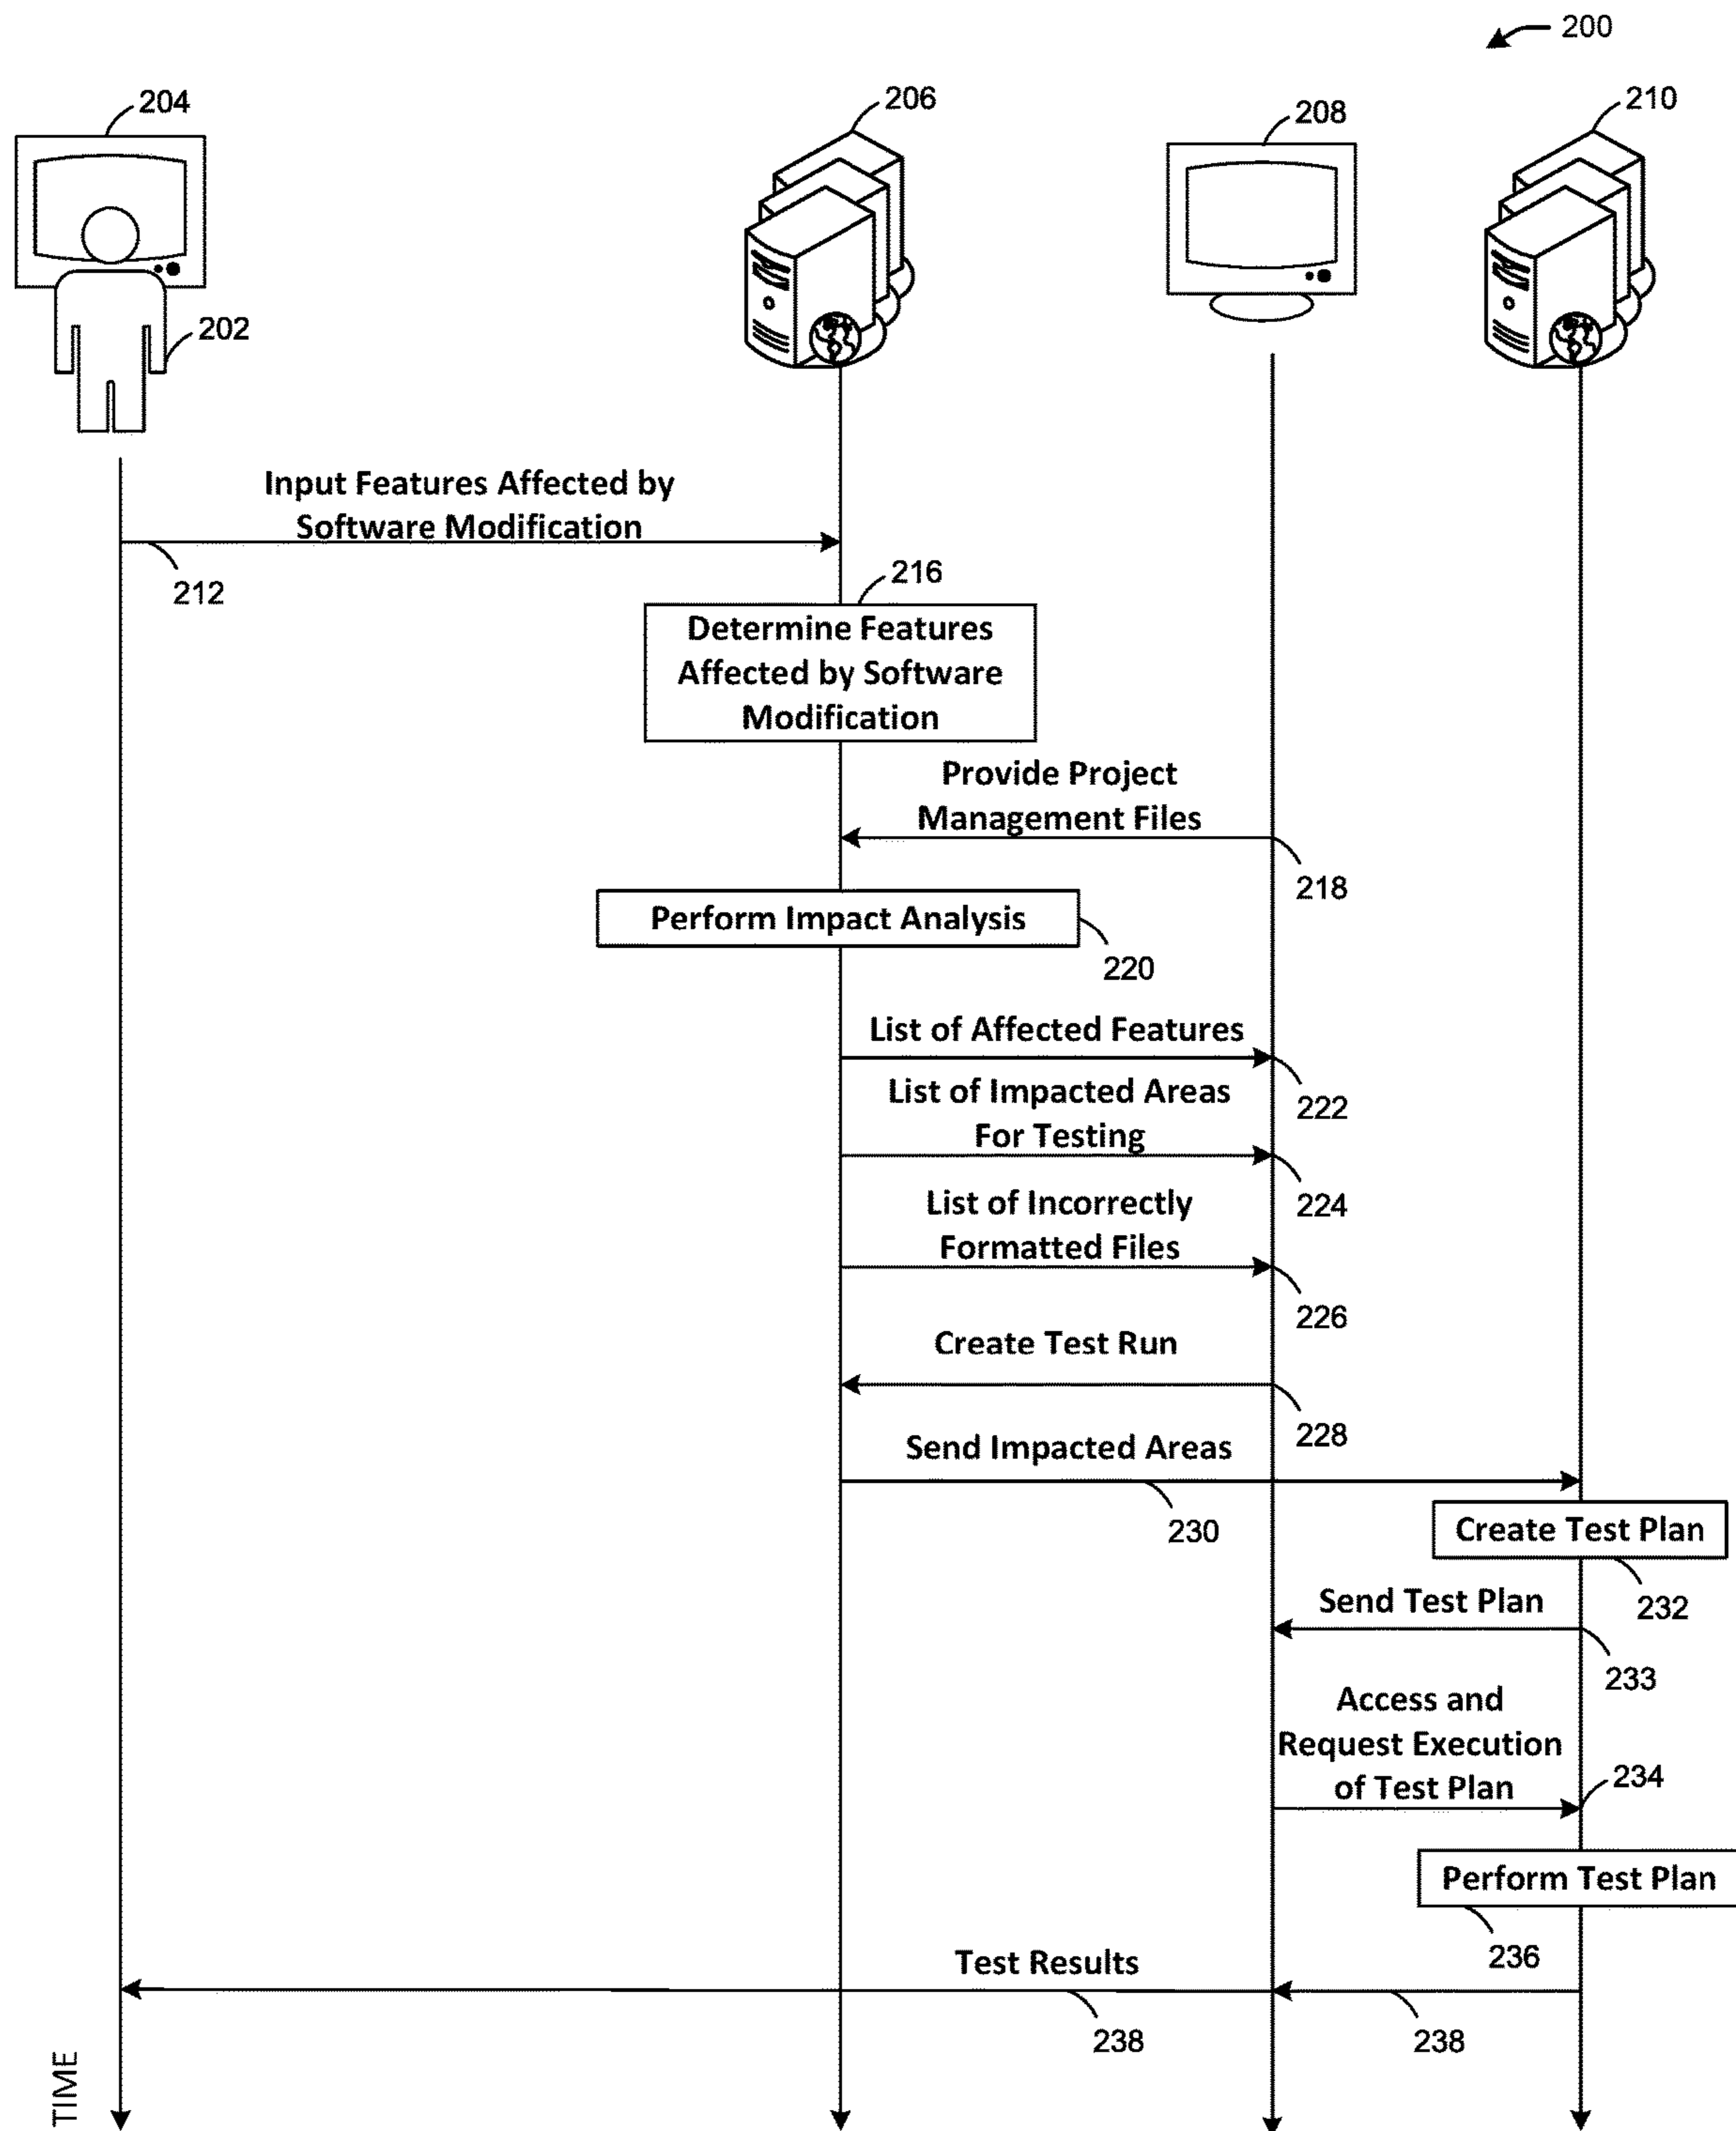 200
204
206
208
210
202
Input Features Affected by
Software Modification
212
216
Determine Features
Affected by Software
Modification
Provide Project
Management Files
218
Perform Impact Analysis
220
List of Affected Features
222
List of Impacted Areas
For Testing
224
List of Incorrectly
Formatted Files
226
Create Test Run
228
Send Impacted Areas
230
Create Test Plan
232
Send Test Plan
233
Access and
Request Execution
of Test Plan
234
Perform Test Plan
236
Test Results
238
238
TIME